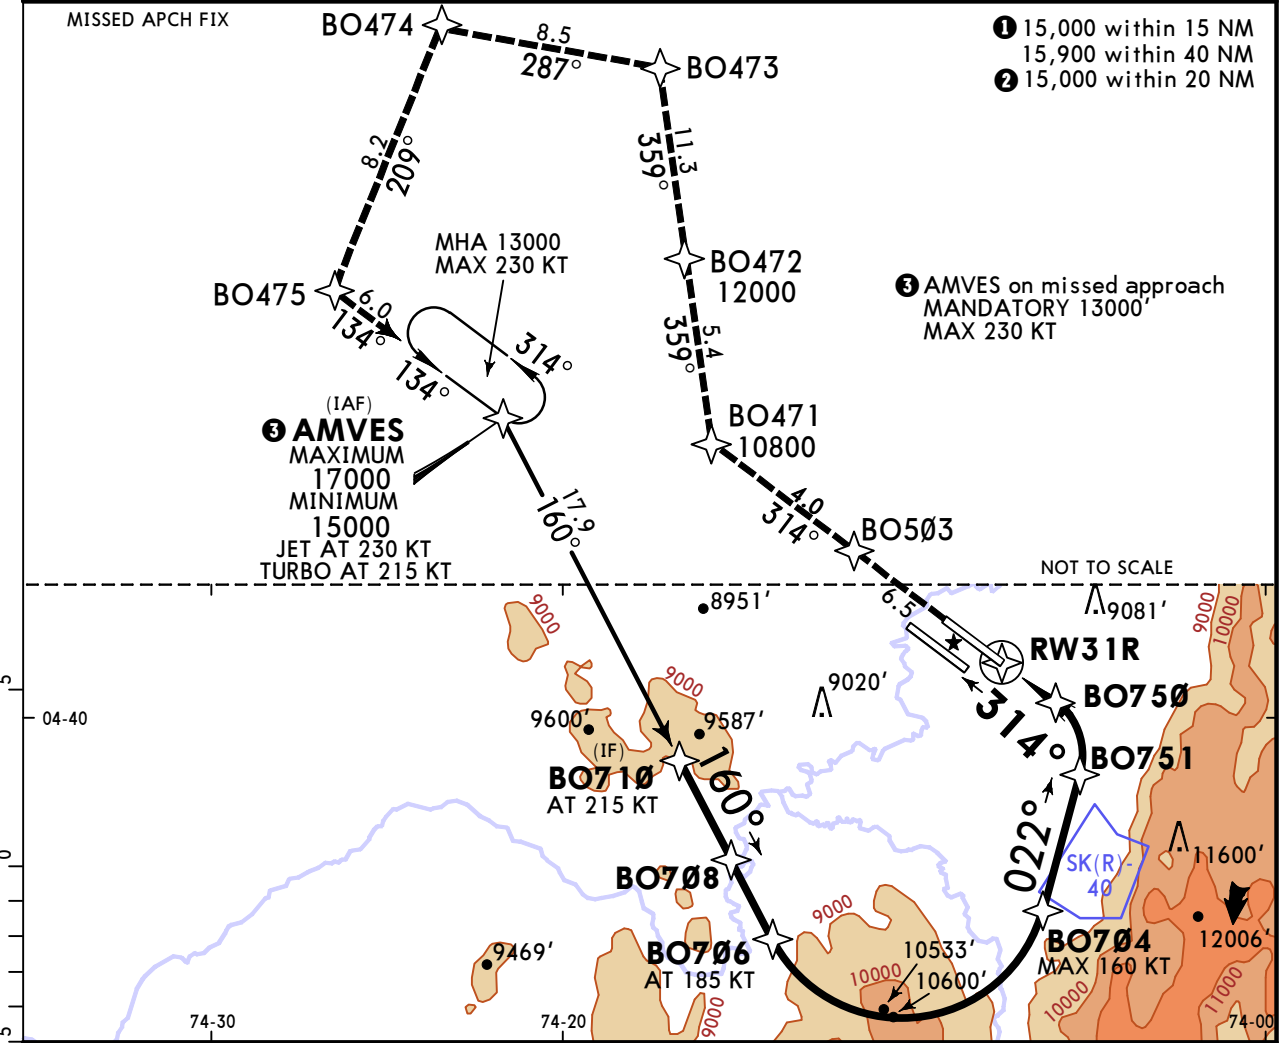 MISSED APCH FIX
BO474
8.5
287°
BO473
❶ 15,000 within 15 NM
15,900 within 40 NM
❷ 15,000 within 20 NM
8.2
209°
11.3
359°
MHA 13000
MAX 230 KT
BO472
12000
❸ AMVES on missed approach
MANDATORY 13000'
MAX 230 KT
BO475
6.0
134°
134°
314°
5.4
359°
(IAF)
❸ AMVES
MAXIMUM
17000
MINIMUM
15000
JET AT 230 KT
TURBO AT 215 KT
BO471
10800
17.9
160°
4.0
314°
BO5Ø3
NOT TO SCALE
6.5
9000
8951'
9081'
9000
10000
RW31R
5
04-40
9000
9020'
314°
BO75Ø
9600'
9587'
(IF)
BO71Ø
AT 215 KT
160°
BO751
0
BO7Ø8
022°
SK(R)-
40
11600'
9000
9469'
BO7Ø6
AT 185 KT
10533'
10000
10600'
BO7Ø4
MAX 160 KT
12006'
9000
10000
11000
5
74-30
74-20
74-00